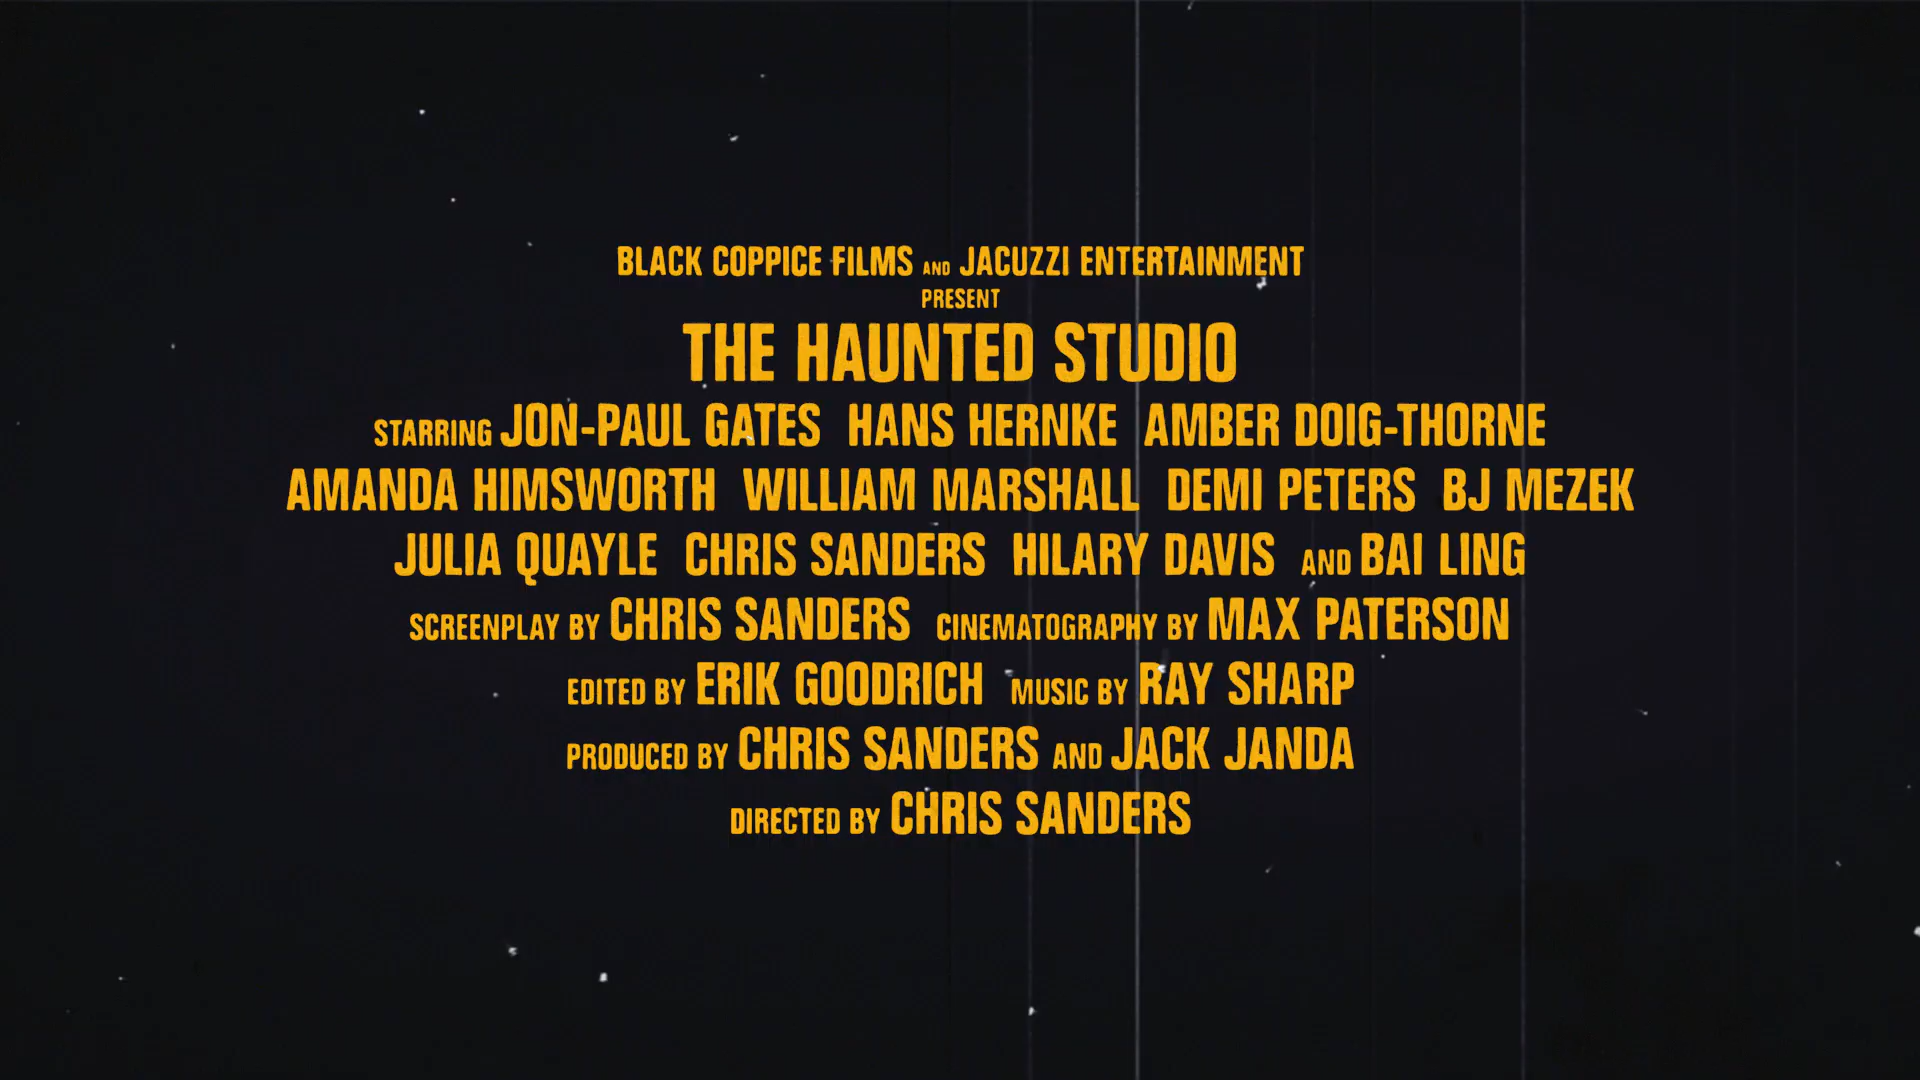 BLACK COPPICE FILMS AND JACUZZI ENTERTAINMENT
PRESENT
THE HAUNTED STUDIO
STARRING JON-PAUL GATES HANS HERNKE AMBER DOIG-THORNE
AMANDA HIMSWORTH WILLIAM MARSHALL DEMI PETERS BJ MEZEK
JULIA QUAYLE CHRIS SANDERS HILARY DAVIS AND BAI LING
SCREENPLAY BY CHRIS SANDERS CINEMATOGRAPHY BY MAX PATERSON
EDITED BY ERIK GOODRICH MUSIC BY RAY SHARP
PRODUCED BY CHRIS SANDERS AND JACK JANDA
DIRECTED BY CHRIS SANDERS